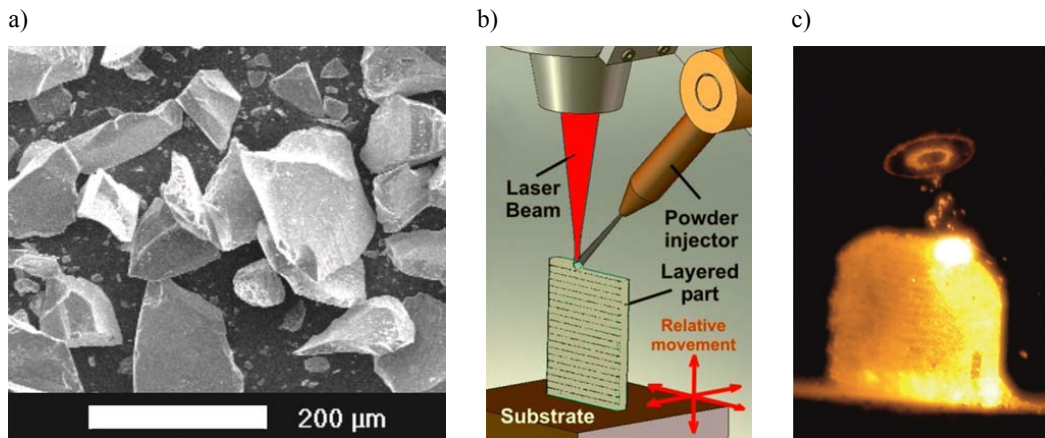 a)
b)
c)
200 µm
Laser
Beam
Powder
injector
Layered
part
Relative
movement
Substrate